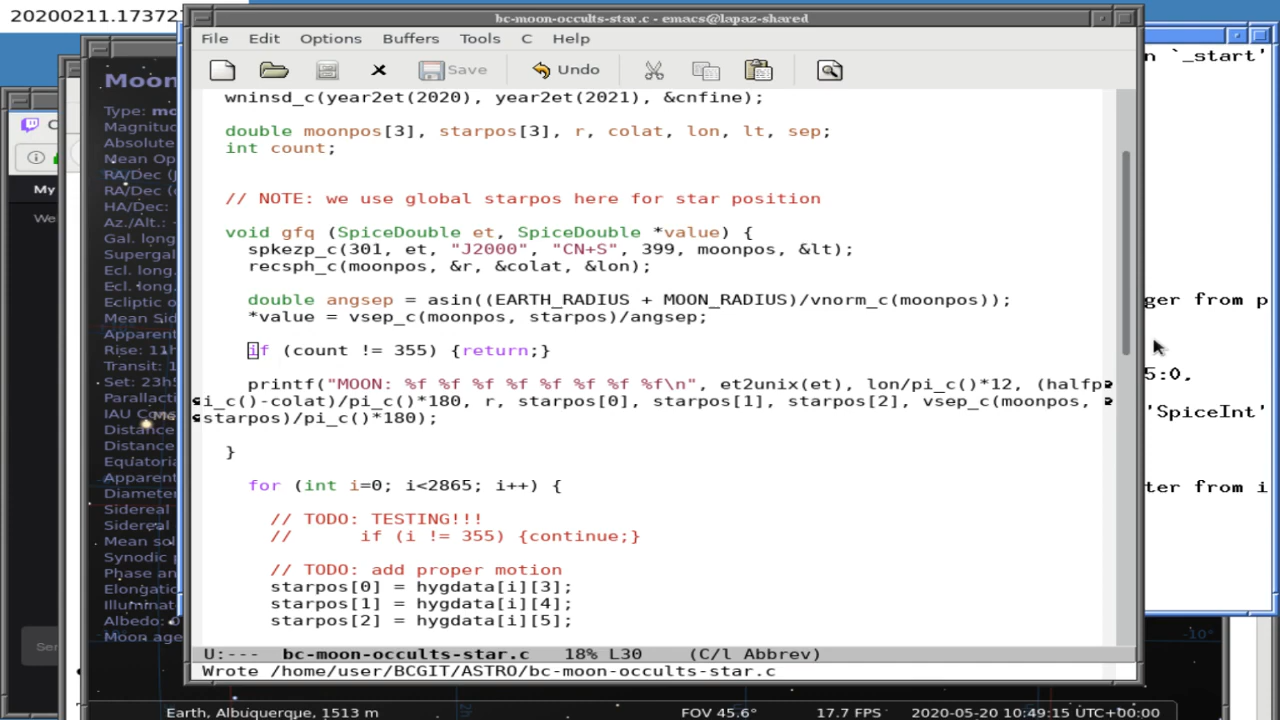 20200211.17372
bc-moon-occults-star.c - emacs@lapaz-shared
File Edit Options Buffers Tools C Help
Save Undo
wninsd_c(year2et(2020), year2et(2021), &cnfine);
double moonpos[3], starpos[3], r, colat, lon, lt, sep;
int count;
// NOTE: we use global starpos here for star position
void gfq (SpiceDouble et, SpiceDouble *value) {
spkezp_c(301, et, "J2000", "CN+S", 399, moonpos, &lt);
recsph_c(moonpos, &r, &colat, &lon);
double angsep = asin((EARTH_RADIUS + MOON_RADIUS)/vnorm_c(moonpos));
*value = vsep_c(moonpos, starpos)/angsep;
if (count != 355) {return;}
printf("MOON: %f %f %f %f %f %f %f %f\n", et2unix(et), lon/pi_c()*12, (halfp
i_c()-colat)/pi_c()*180, r, starpos[0], starpos[1], starpos[2], vsep_c(moonpos,
starpos)/pi_c()*180);
}
for (int i=0; i<2865; i++) {
// TODO: TESTING!!!
// if (i != 355) {continue;}
// TODO: add proper motion
starpos[0] = hygdata[i][3];
starpos[1] = hygdata[i][4];
starpos[2] = hygdata[i][5];
U:--- bc-moon-occults-star.c 18% L30 (C/l Abbrev)
Wrote /home/user/BCGIT/ASTRO/bc-moon-occults-star.c
n `_start'
ger from p
5:0,
'SpiceInt'
ter from i
-10°
Moon
Type: mo
Magnitud
Absolute
Mean Op
RA/Dec (
RA/Dec (
HA/Dec:
Az./Alt.:
Gal. long
Supergal
Ecl. long.
Ecl. long.
Ecliptic o
Mean Sid
Apparent
Rise: 11h
Transit: 1
Set: 23h5
Parallacti
IAU Cons
Distance
Distance
Equatoria
Apparent
Diameter
Sidereal
Sidereal
Mean sol
Synodic p
Phase an
Elongatio
Illuminat
Albedo: 0
Moon age
My
We
Ser
Earth, Albuquerque, 1513 m FOV 45.6° 17.7 FPS 2020-05-20 10:49:15 UTC+00:00